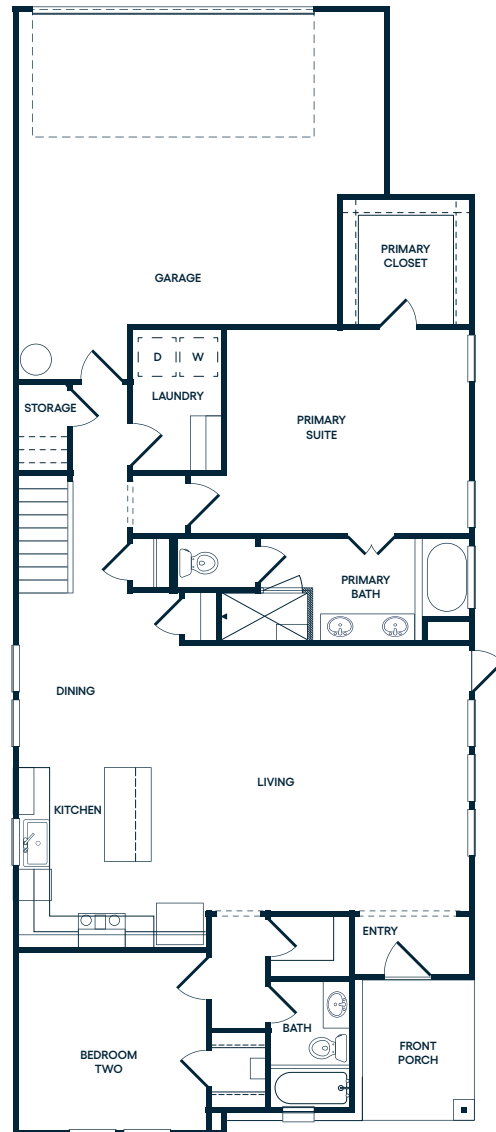 PRIMARY
CLOSET
GARAGE
D W
LAUNDRY
STORAGE
PRIMARY
SUITE
PRIMARY
BATH
DINING
LIVING
KITCHEN
ENTRY
BATH
FRONT
PORCH
BEDROOM
TWO